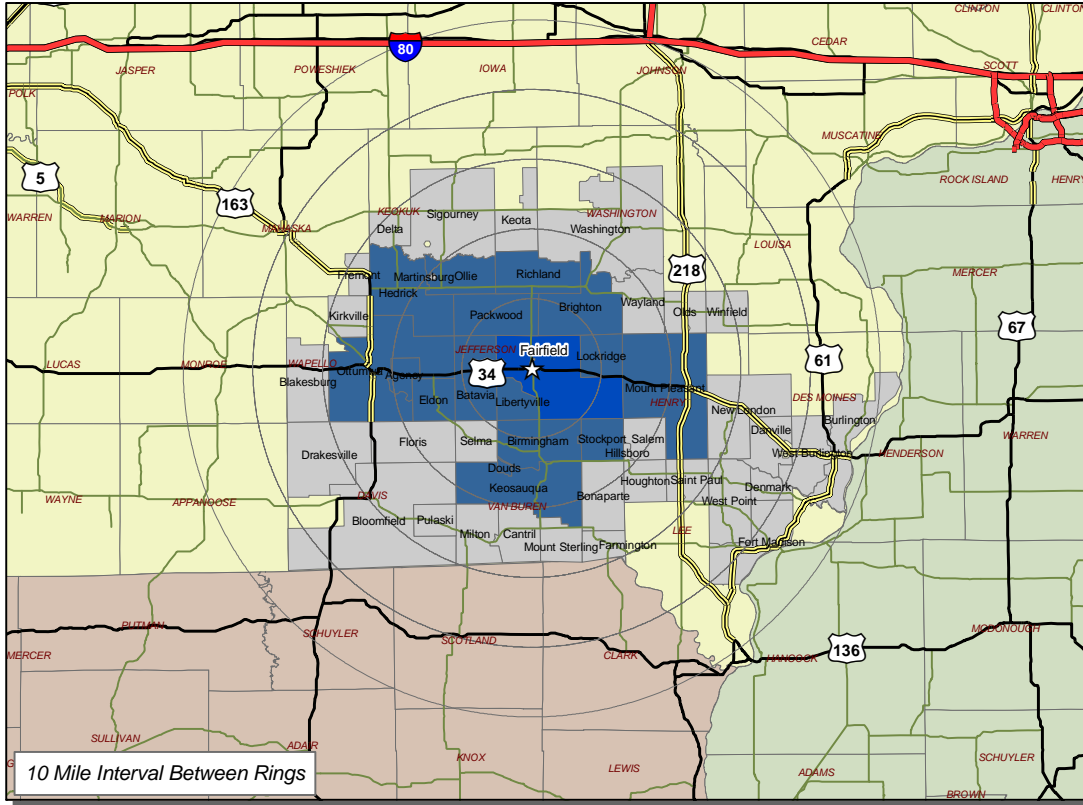 CLINTON
CLINTON
CEDAR
80
JASPER
POWESHIEK
IOWA
JOHNSON
SCOTT
POLK
MUSCATINE
5
ROCK ISLAND
HENRY
163
WARREN
MARION
MAHASKA
KEOKUK
Sigourney
Delta
Keota
WASHINGTON
Washington
LOUISA
218
MERCER
Fremont
Martinsburg
Ollie
Richland
Hedrick
Kirkville
Packwood
Brighton
Wayland
Olds
Winfield
67
LUCAS
MONROE
WAPELLO
JEFFERSON
Fairfield
Lockridge
61
Ottumwa
Agency
34
Blakesburg
Mount Pleasant
Eldon
Batavia
Libertyville
HENRY
New London
DES MOINES
Burlington
Danville
WARREN
Floris
Selma
Birmingham
Stockport
Salem
Hillsboro
West Burlington
HENDERSON
Drakesville
Douds
Keosauqua
Houghton
Saint Paul
Denmark
West Point
WAYNE
APPANOOSE
DAVIS
VAN BUREN
Bonaparte
Bloomfield
Pulaski
Milton
Cantril
Mount Sterling
Farmington
LEE
Fort Madison
PUTMAN
SCHUYLER
SCOTLAND
CLARK
MERCER
HANCOCK
136
MCDONOUGH
SULLIVAN
ADAIR
KNOX
LEWIS
ADAMS
SCHUYLER
BROWN
10 Mile Interval Between Rings